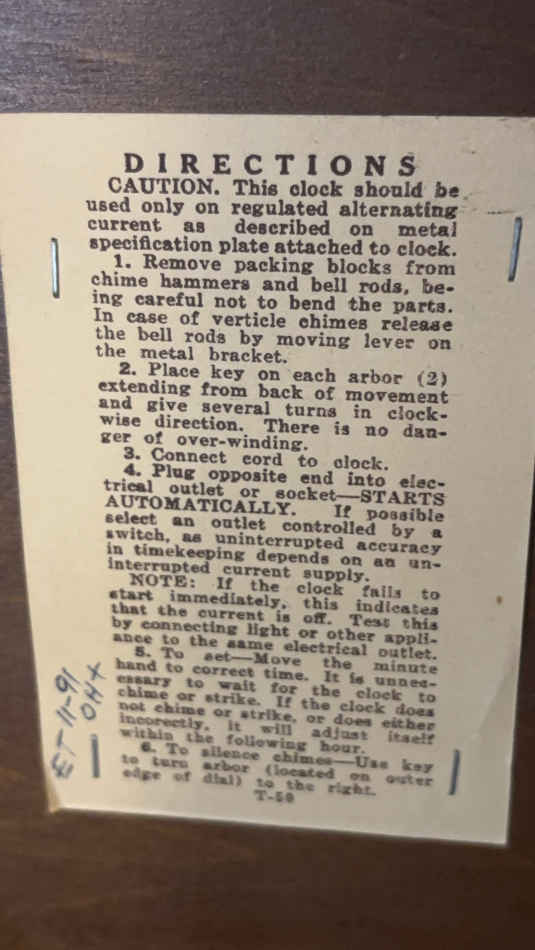 DIRECTIONS
CAUTION. This clock should be
used only on regulated alternating
current as described on metal
specification plate attached to clock.
1. Remove packing blocks from
chime hammers and bell rods, be-
ing careful not to bend the parts.
In case of verticle chimes release
the bell rods by moving lever on
the metal bracket.
2. Place key on each arbor (2)
extending from back of movement
and give several turns in clock-
wise direction. There is no dan-
ger of over-winding.
3. Connect cord to clock.
4. Plug opposite end into elec-
trical outlet or socket—STARTS
AUTOMATICALLY. If possible
select an outlet controlled by a
switch, as uninterrupted accuracy
in timekeeping depends on an un-
interrupted current supply.
NOTE: If the clock fails to
start immediately, this indicates
that the current is off. Test this
by connecting light or other appli-
ance to the same electrical outlet.
5. To set—Move the minute
hand to correct time. It is unnec-
essary to wait for the clock to
chime or strike. If the clock does
not chime or strike, or does either
incorectly, it will adjust itself
within the following hour.
6. To silence chimes—Use key
to turn arbor (located on outer
edge of dial) to the right.
T-50
ET 11-91
OH+